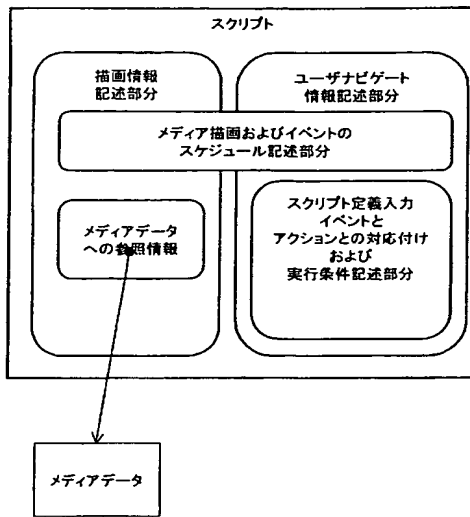 スクリプト
描画情報
記述部分
ユーザナビゲート
情報記述部分
メディア描画およびイベントの
スケジュール記述部分
メディアデータ
への参照情報
スクリプト定義入力
イベントと
アクションとの対応付け
および
実行条件記述部分
メディアデータ